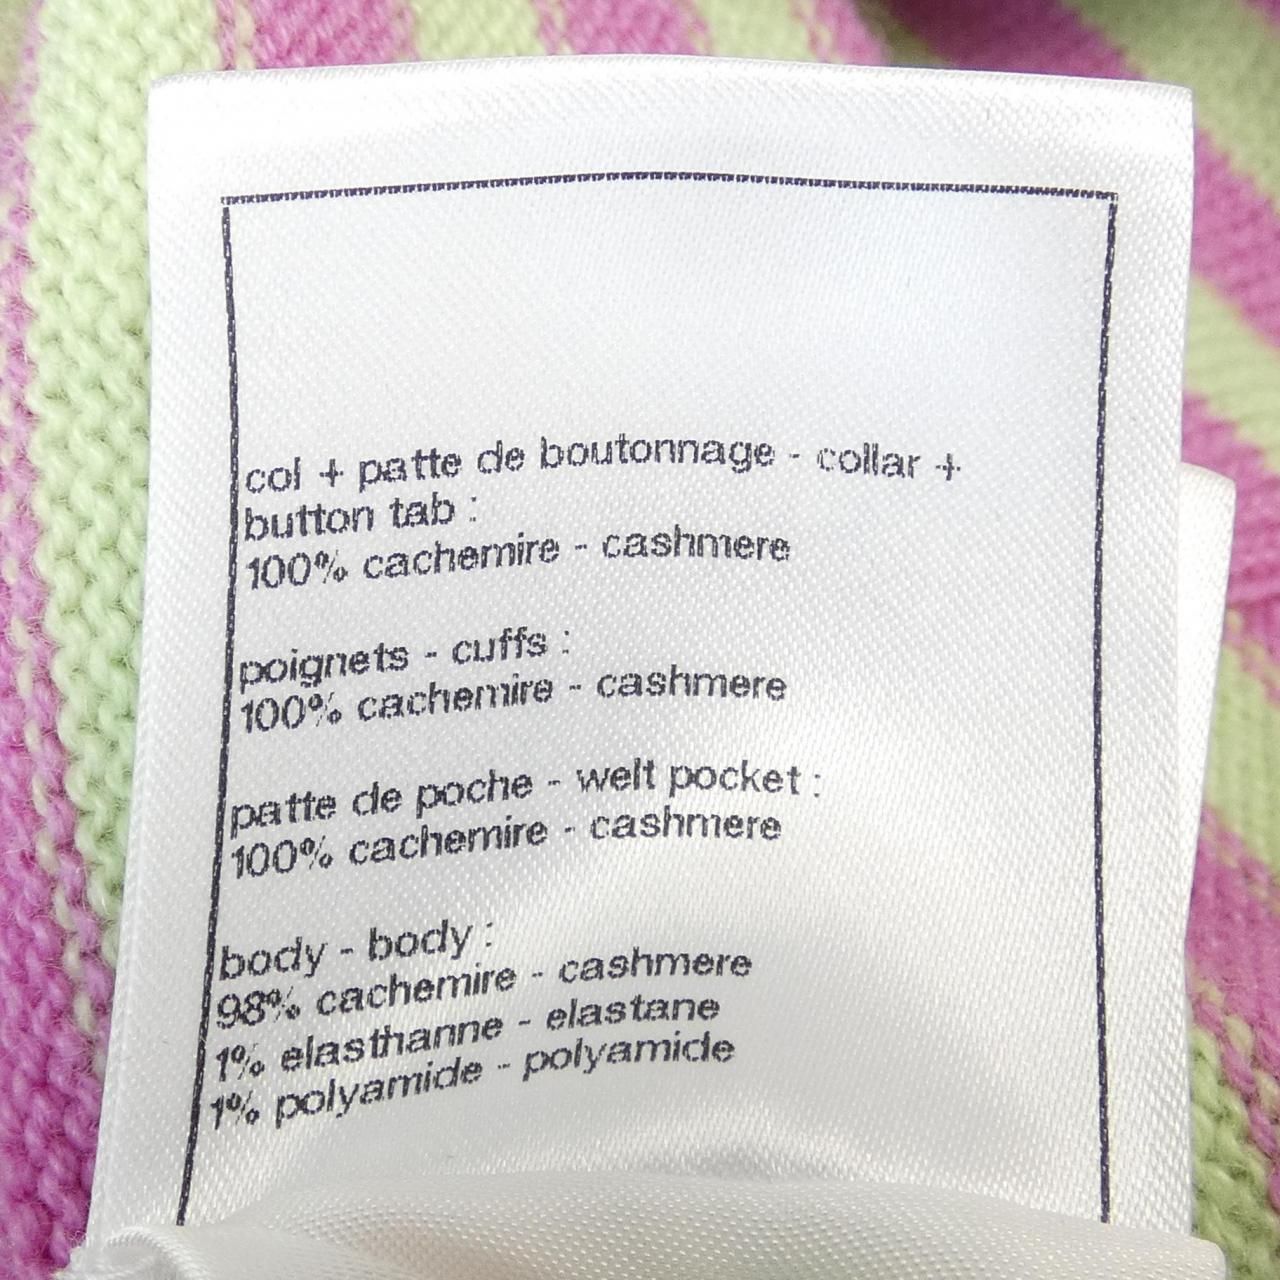 col + patte de boutonnage - collar +
button tab :
100% cachemire - cashmere
poignets - cuffs :
100% cachemire - cashmere
patte de poche - welt pocket :
100% cachemire - cashmere
body - body :
98% cachemire - cashmere
1% elasthanne - elastane
1% polyamide - polyamide